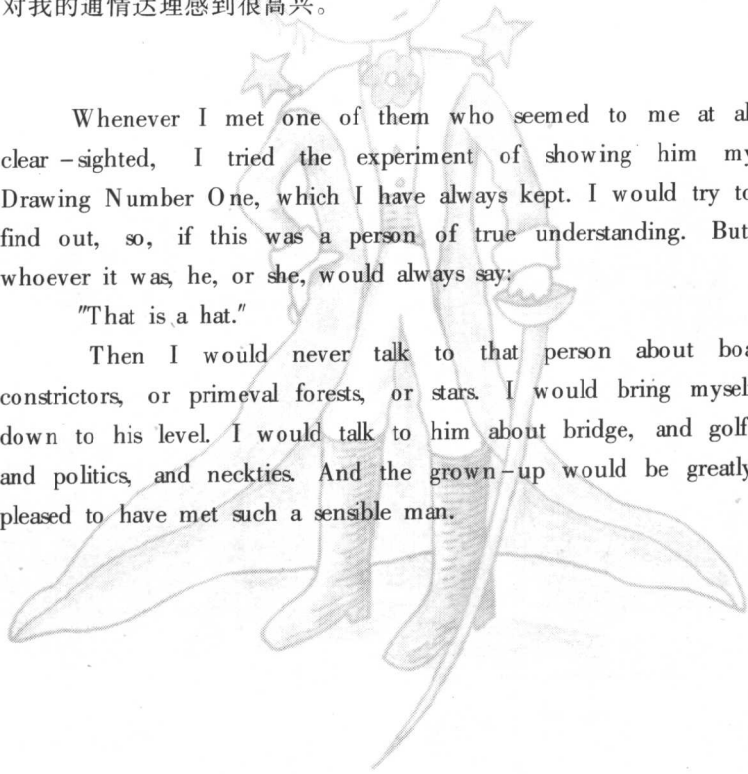 对我的通情达理感到很高兴。
Whenever I met one of them who seemed to me at al
clear-sighted, I tried the experiment of showing him my
Drawing Number One, which I have always kept. I would try to
find out, so, if this was a person of true understanding. But
whoever it was, he, or she, would always say:
"That is a hat."
Then I would never talk to that person about boa
constrictors, or primeval forests, or stars. I would bring mysel
down to his level. I would talk to him about bridge, and golf
and politics, and neckties. And the grown-up would be greatly
pleased to have met such a sensible man.